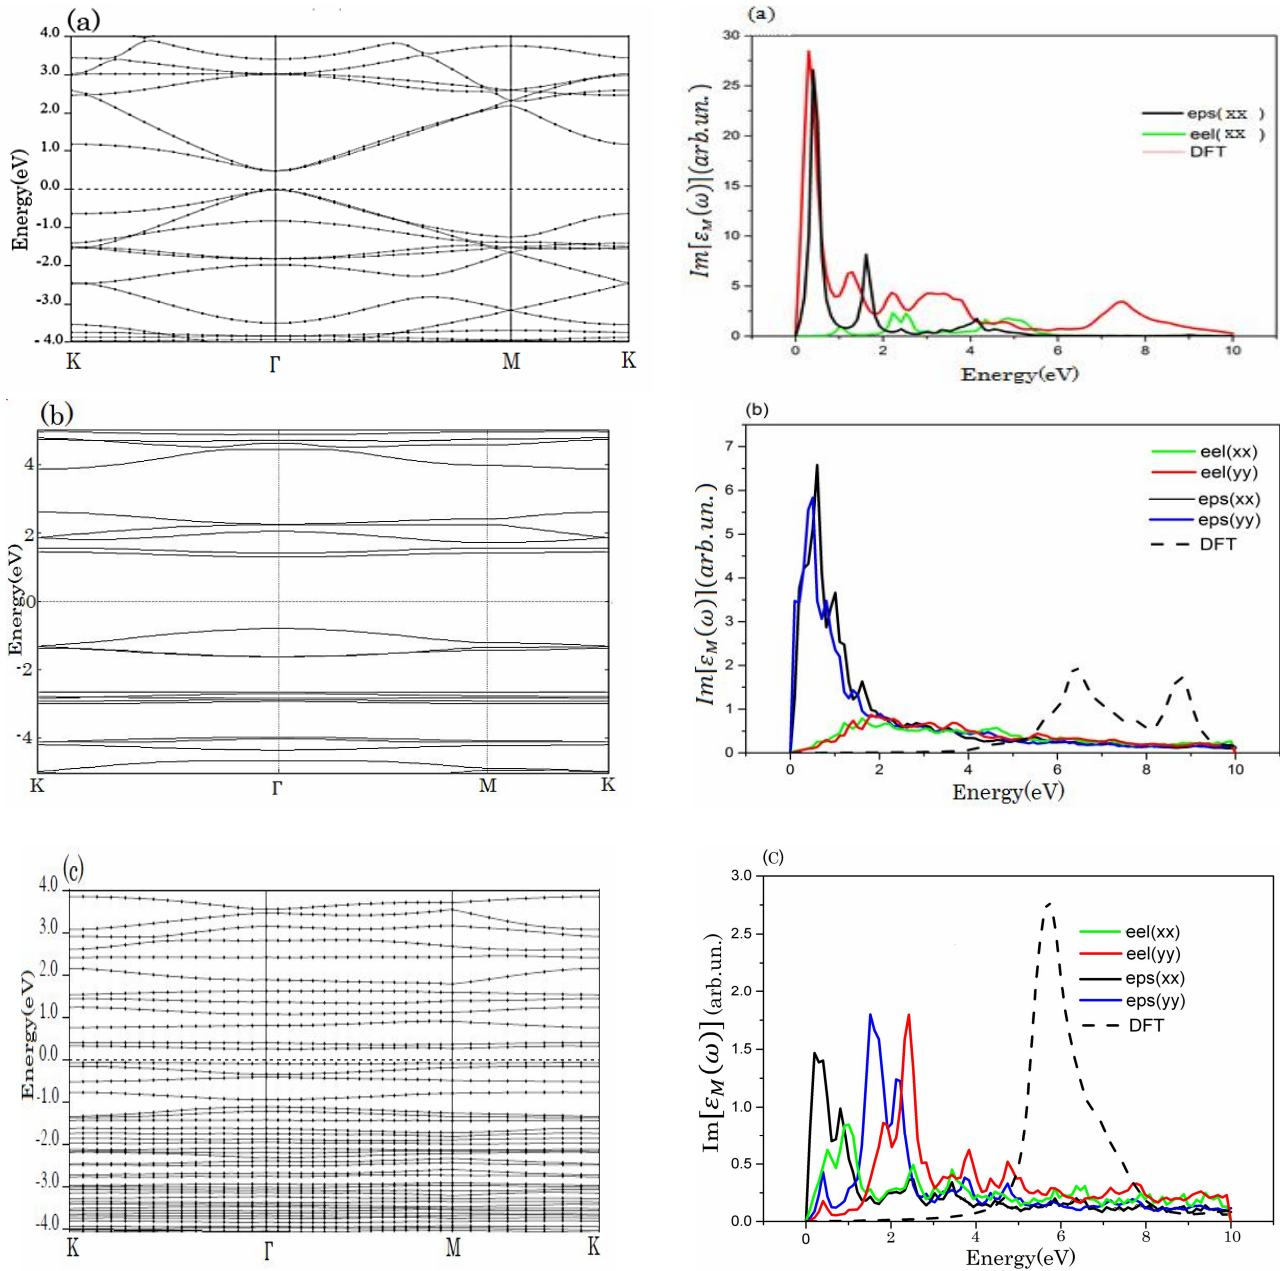 (a)
4.0
3.0
2.0
1.0
0.0
-1.0
-2.0
-3.0
-4.0
Energy(eV)
K Γ M K
(a)
30
25
20
15
10
5
0
Im[ε_M(ω)](arb.un.)
eps( xx )
eel( xx )
DFT
0 2 4 6 8 10
Energy(eV)
(b)
4
2
0
-2
-4
Energy(eV)
K Γ M K
(b)
7
6
5
4
3
2
1
0
Im[ε_M(ω)](arb.un.)
eel(xx)
eel(yy)
eps(xx)
eps(yy)
DFT
0 2 4 6 8 10
Energy(eV)
(c)
4.0
3.0
2.0
1.0
0.0
-1.0
-2.0
-3.0
-4.0
Energy(eV)
K Γ M K
(C)
3.0
2.5
2.0
1.5
1.0
0.5
0.0
Im[ε_M(ω)] (arb.un.)
eel(xx)
eel(yy)
eps(xx)
eps(yy)
DFT
0 2 4 6 8 10
Energy(eV)